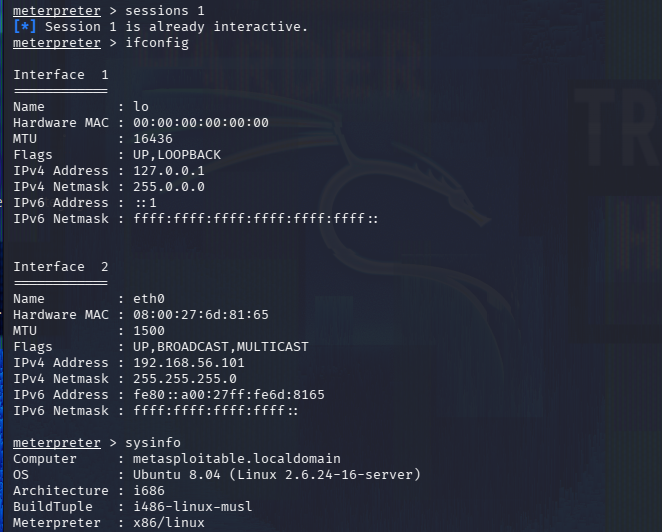 meterpreter > sessions 1
[*] Session 1 is already interactive.
meterpreter > ifconfig
Interface  1
============
Name         : lo
Hardware MAC : 00:00:00:00:00:00
MTU          : 16436
Flags        : UP,LOOPBACK
IPv4 Address : 127.0.0.1
IPv4 Netmask : 255.0.0.0
IPv6 Address : ::1
IPv6 Netmask : ffff:ffff:ffff:ffff:ffff:ffff::
Interface  2
============
Name         : eth0
Hardware MAC : 08:00:27:6d:81:65
MTU          : 1500
Flags        : UP,BROADCAST,MULTICAST
IPv4 Address : 192.168.56.101
IPv4 Netmask : 255.255.255.0
IPv6 Address : fe80::a00:27ff:fe6d:8165
IPv6 Netmask : ffff:ffff:ffff:ffff::
meterpreter > sysinfo
Computer     : metasploitable.localdomain
OS           : Ubuntu 8.04 (Linux 2.6.24-16-server)
Architecture : i686
BuildTuple   : i486-linux-musl
Meterpreter  : x86/linux